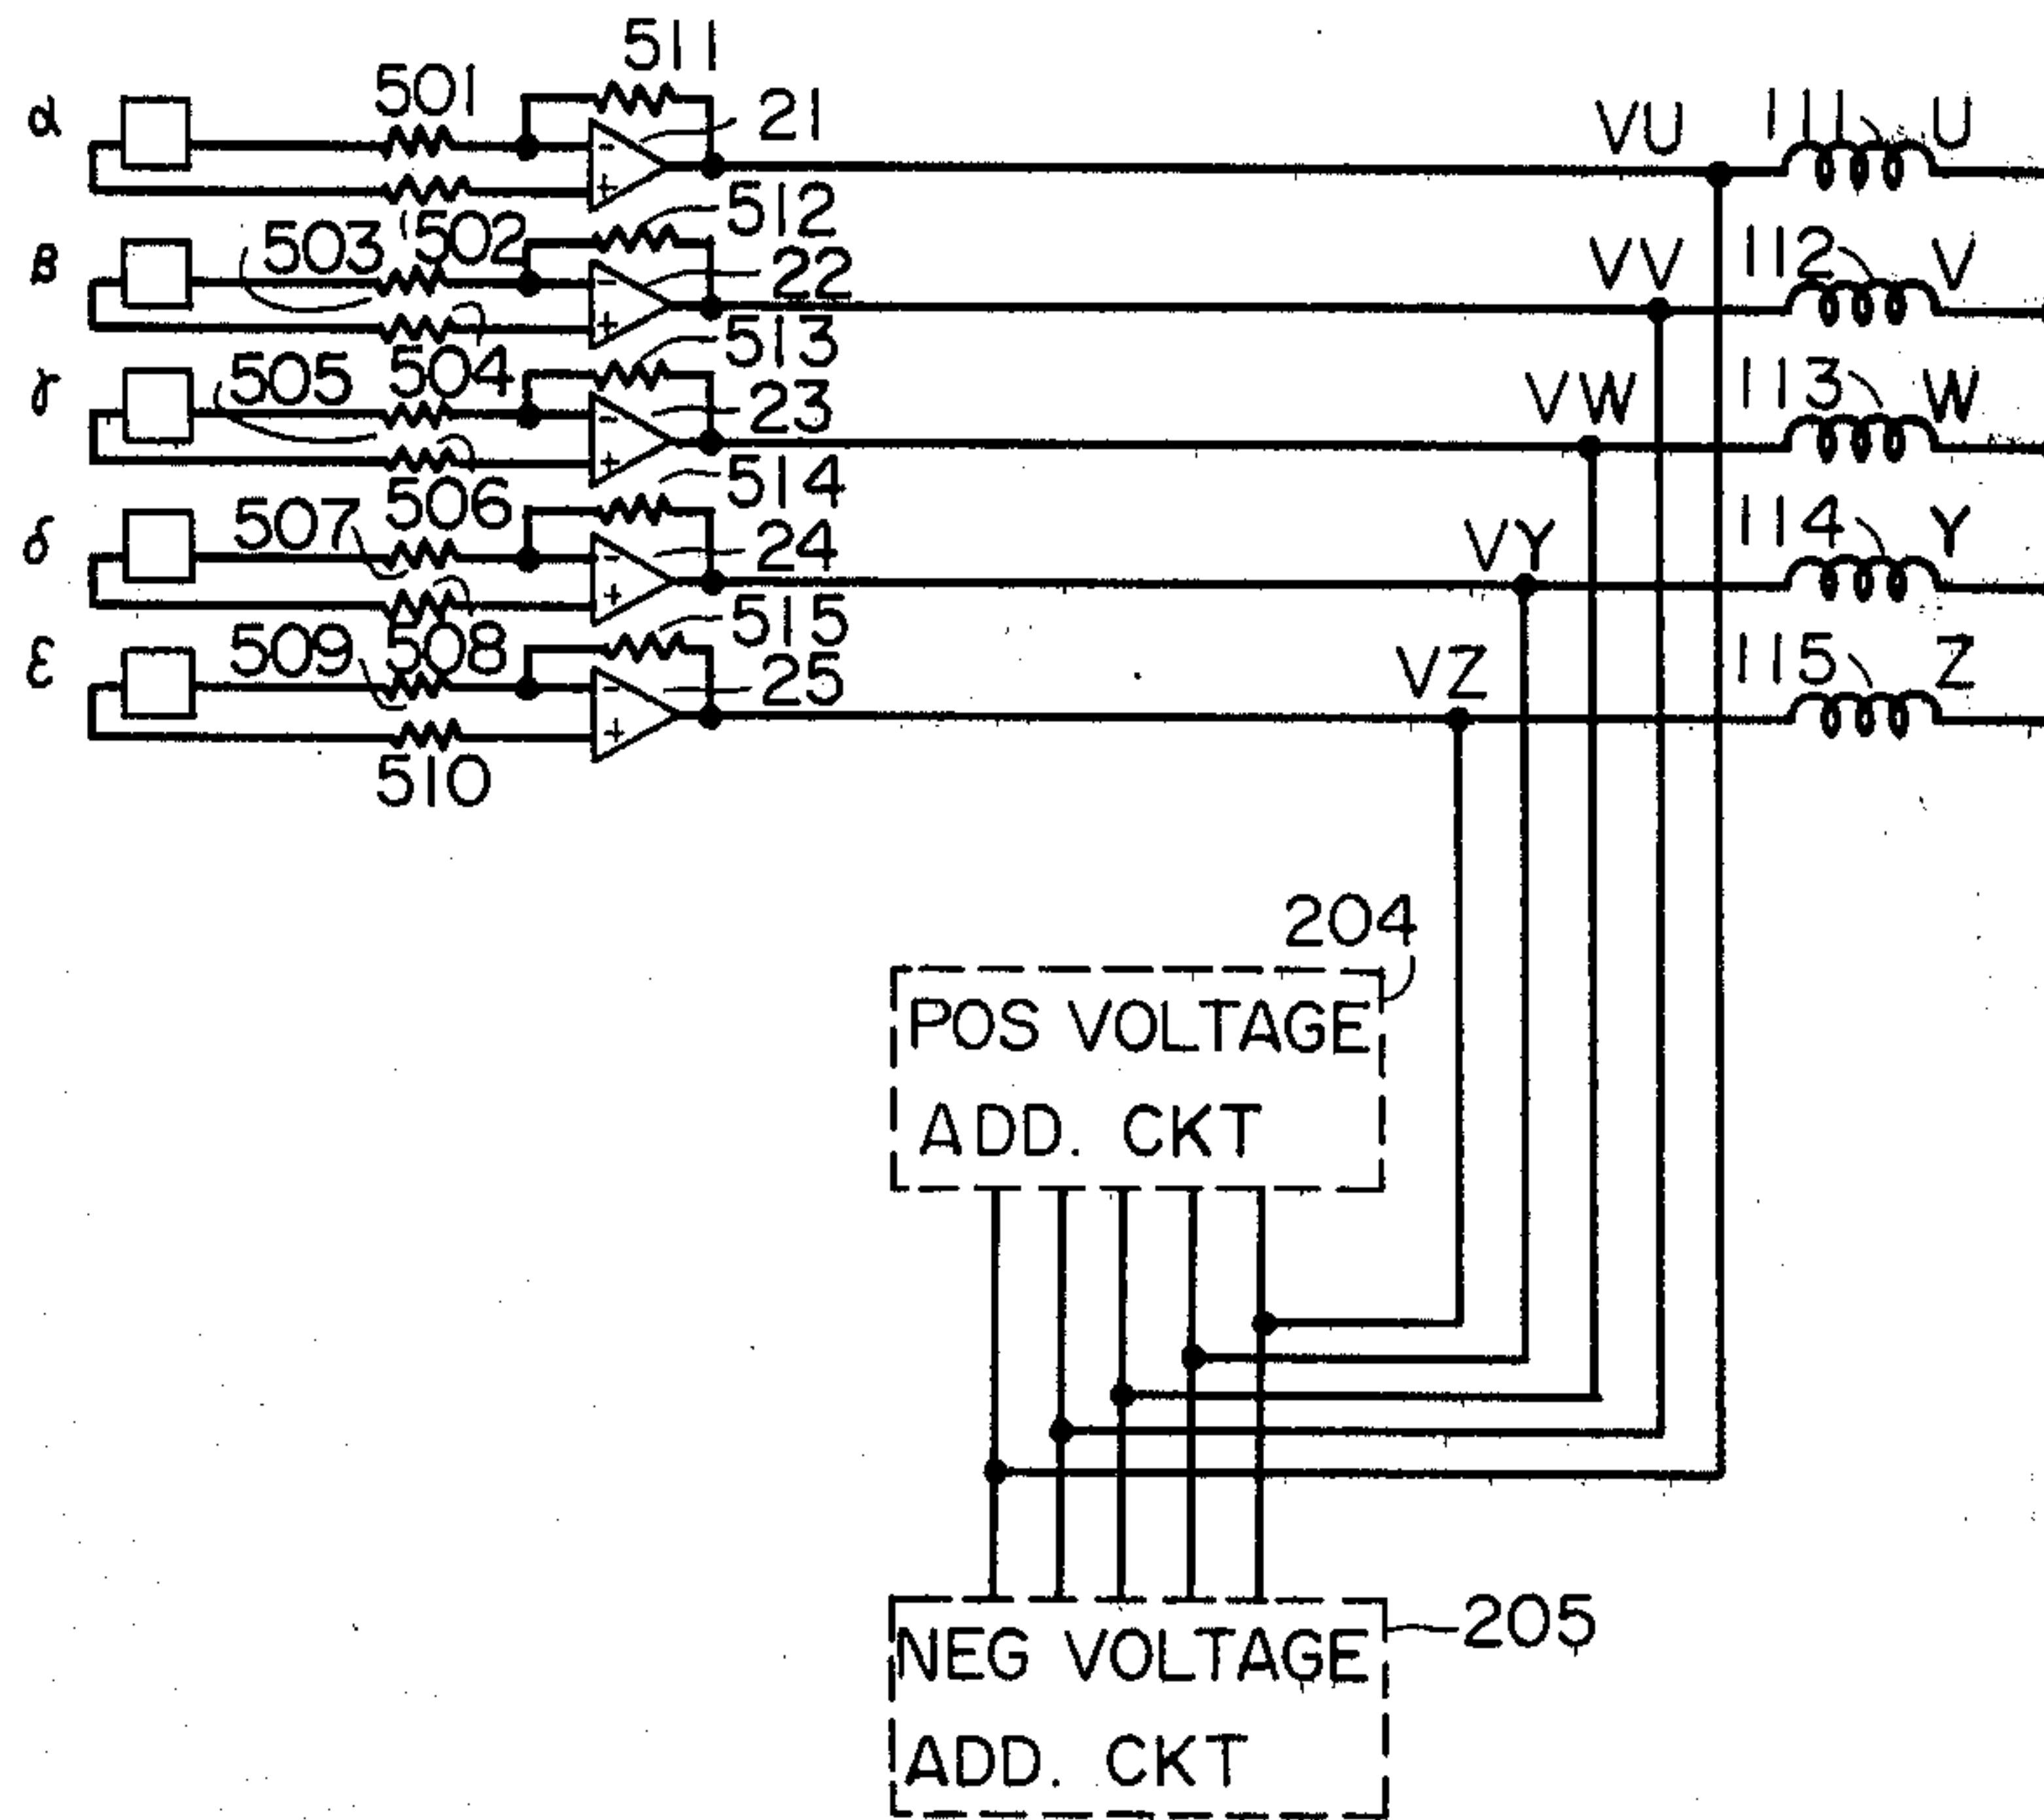 511
α 501 21 VU 111 U
512
β 503 502 22 VV 112 V
513
γ 505 504 23 VW 113 W
514
δ 507 506 24 VY 114 Y
515
ε 509 508 25 VZ 115 Z
510
204
POS VOLTAGE
ADD. CKT
NEG VOLTAGE 205
ADD. CKT